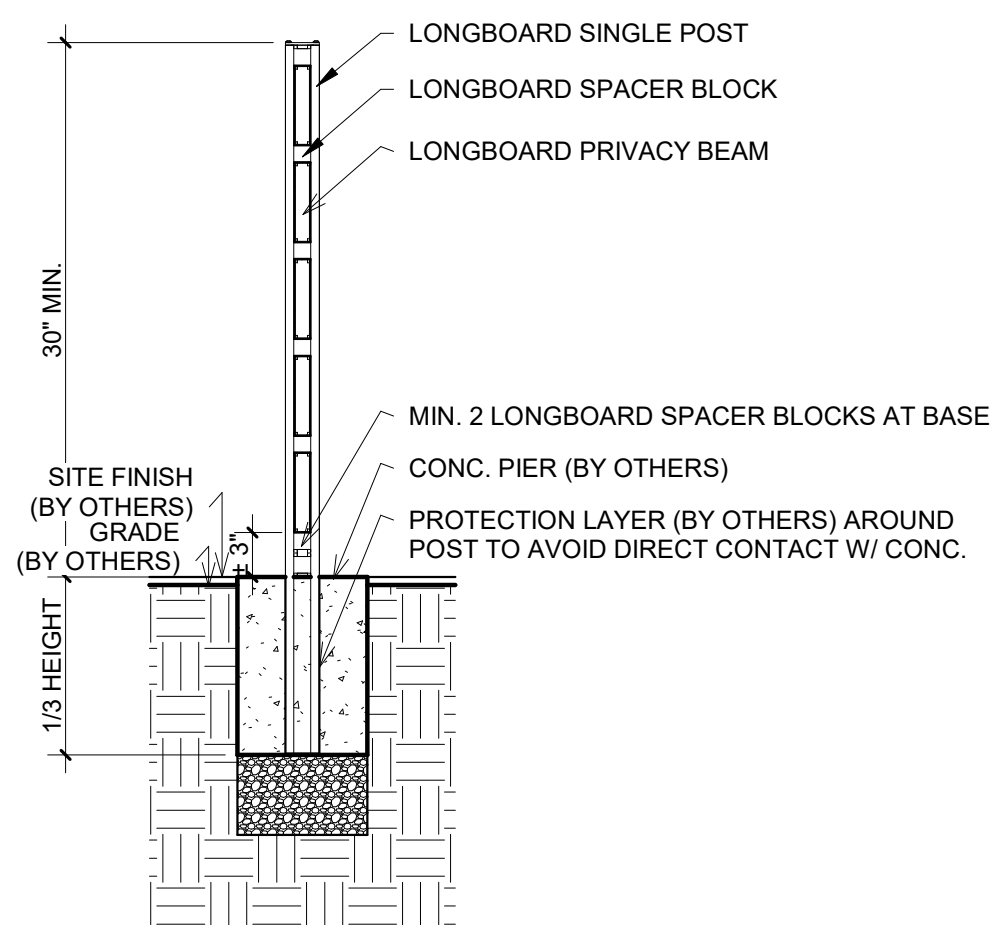 LONGBOARD SINGLE POST
LONGBOARD SPACER BLOCK
LONGBOARD PRIVACY BEAM
30" MIN.
MIN. 2 LONGBOARD SPACER BLOCKS AT BASE
CONC. PIER (BY OTHERS)
PROTECTION LAYER (BY OTHERS) AROUND
POST TO AVOID DIRECT CONTACT W/ CONC.
SITE FINISH
(BY OTHERS)
GRADE
(BY OTHERS)
± 3"
1/3 HEIGHT